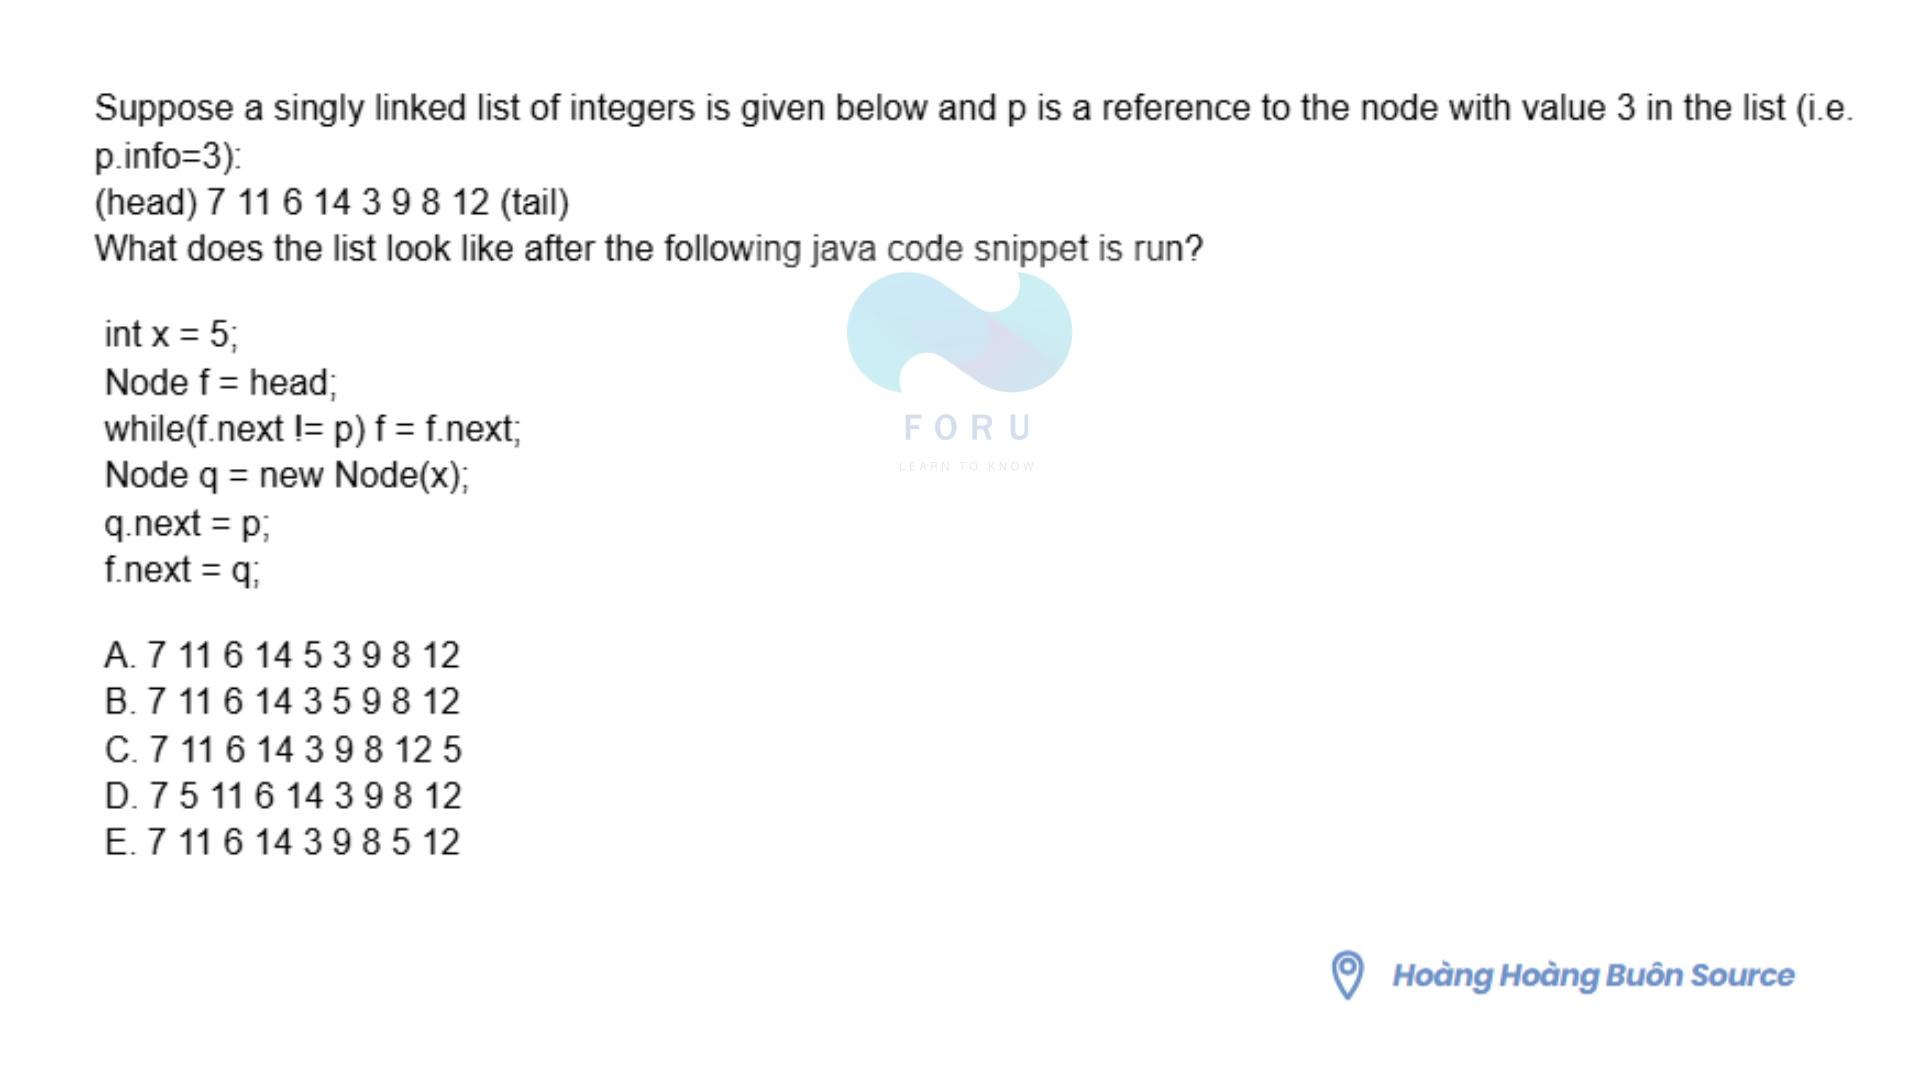 Suppose a singly linked list of integers is given below and p is a reference to the node with value 3 in the list (i.e.
p.info=3):
(head) 7 11 6 14 3 9 8 12 (tail)
What does the list look like after the following java code snippet is run?
int x = 5;
Node f = head;
while(f.next != p) f = f.next;
Node q = new Node(x);
q.next = p;
f.next = q;
FORU
LEARN TO KNOW
A. 7 11 6 14 5 3 9 8 12
B. 7 11 6 14 3 5 9 8 12
C. 7 11 6 14 3 9 8 12 5
D. 7 5 11 6 14 3 9 8 12
E. 7 11 6 14 3 9 8 5 12
Hoàng Hoàng Buôn Source